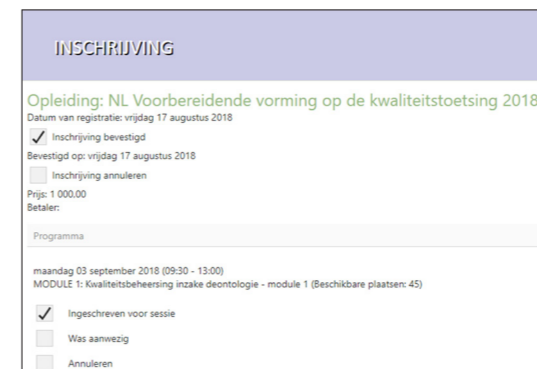 INSCHRIJVING
Opleiding: NL Voorbereidende vorming op de kwaliteitstoetsing 2018
Datum van registratie: vrijdag 17 augustus 2018
Inschrijving bevestigd
Bevestigd op: vrijdag 17 augustus 2018
Inschrijving annuleren
Prijs: 1 000.00
Betaler:
Programma
maandag 03 september 2018 (09:30 - 13:00)
MODULE 1: Kwaliteitsbeheersing inzake deontologie - module 1 (Beschikbare plaatsen: 45)
Ingeschreven voor sessie
Was aanwezig
Annuleren